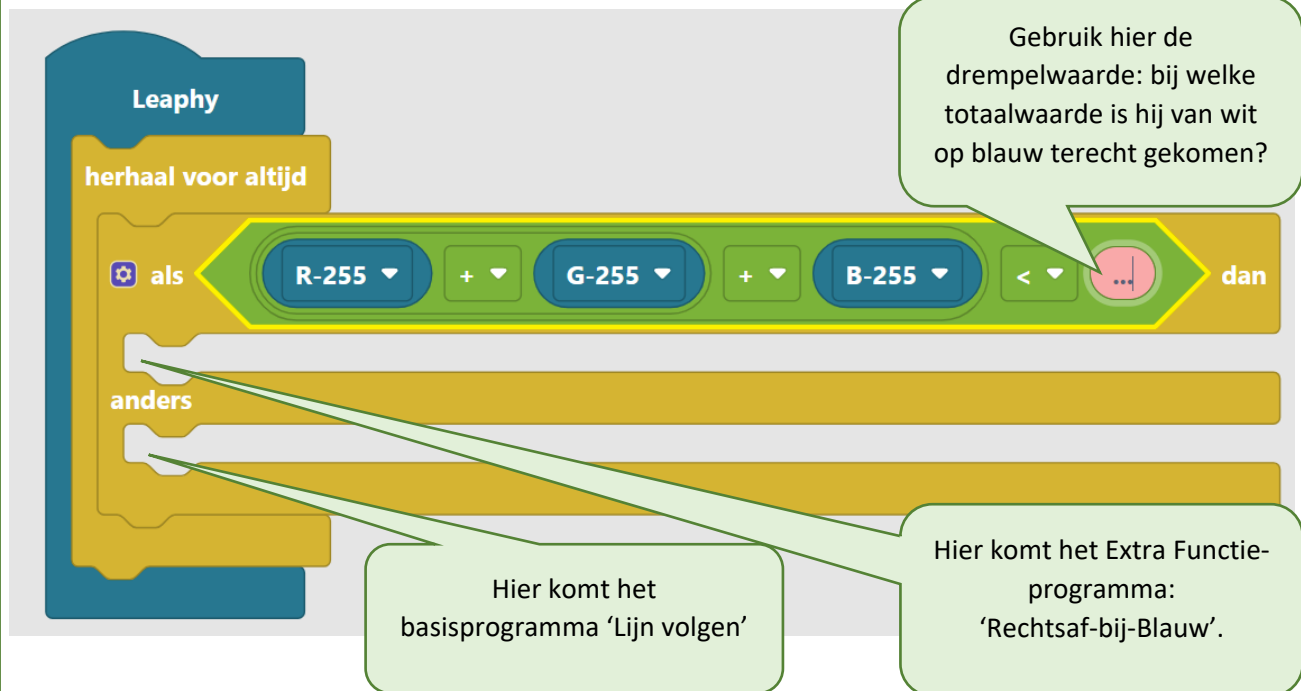 Gebruik hier de
drempelwaarde: bij welke
totaalwaarde is hij van wit
op blauw terecht gekomen?
Leaphy
herhaal voor altijd
als R-255 + G-255 + B-255 < ... dan
anders
Hier komt het
basisprogramma ‘Lijn volgen’
Hier komt het Extra Functie-
programma:
‘Rechtsaf-bij-Blauw’.